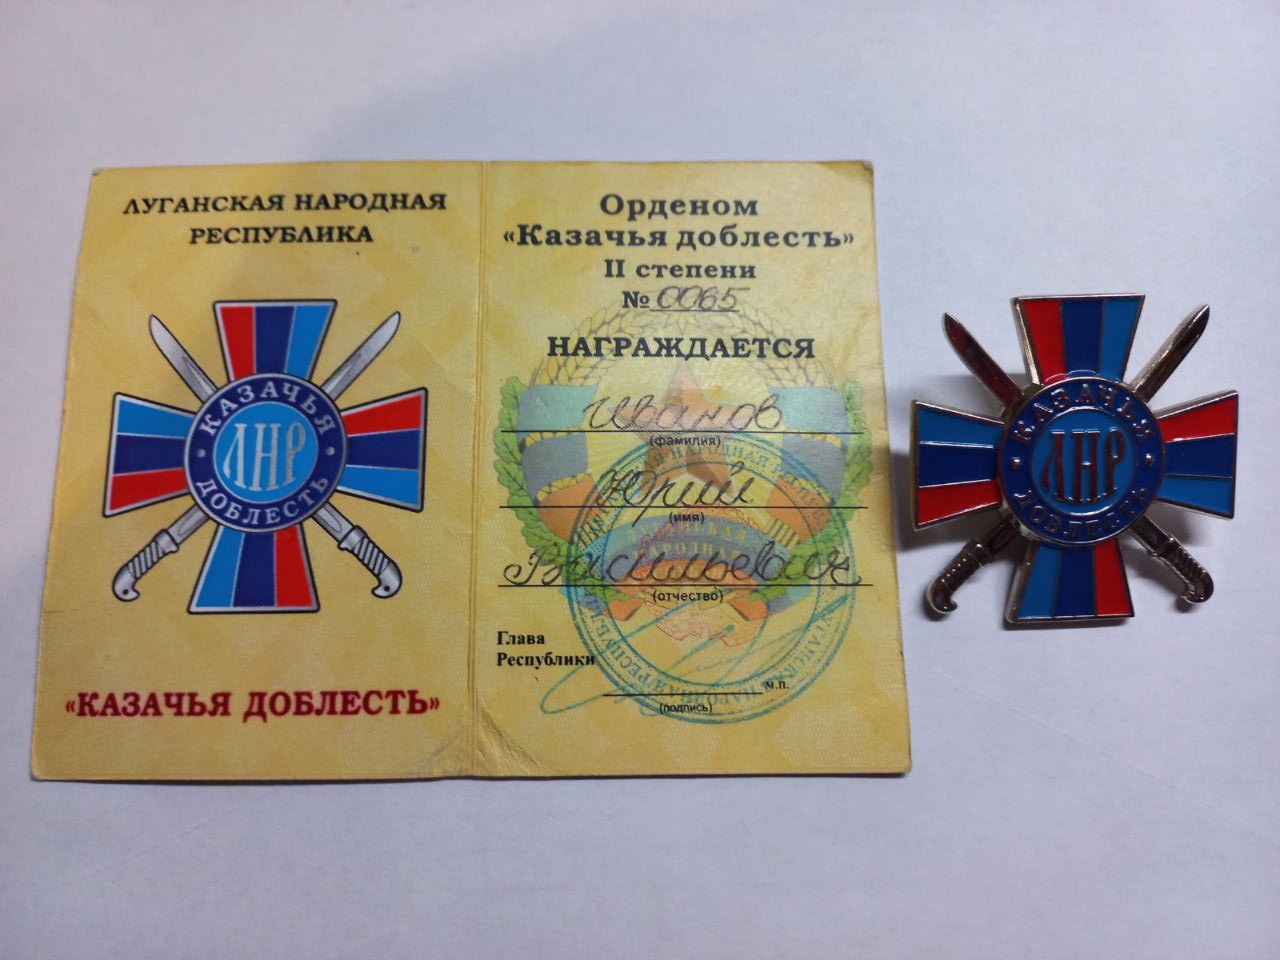 ЛУГАНСКАЯ НАРОДНАЯ
РЕСПУБЛИКА
КАЗАЧЬЯ
ЛНР
ДОБЛЕСТЬ
«КАЗАЧЬЯ ДОБЛЕСТЬ»
Орденом
«Казачья доблесть»
II степени
№ 0065
НАГРАЖДАЕТСЯ
Иванов
(фамилия)
Юрий
(имя)
Васильевич
(отчество)
Глава
Республики
м.п.
(подпись)
КАЗАЧЬЯ
ЛНР
ДОБЛЕСТЬ